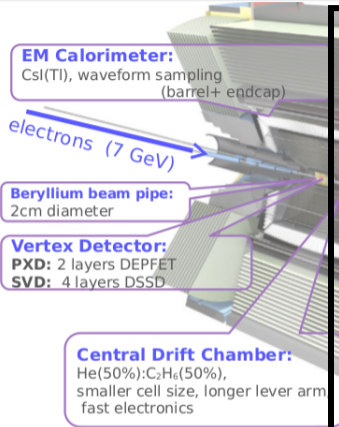 EM Calorimeter:
CsI(Tl), waveform sampling
(barrel+ endcap)
electrons (7 GeV)
Beryllium beam pipe:
2cm diameter
Vertex Detector:
PXD: 2 layers DEPFET
SVD: 4 layers DSSD
Central Drift Chamber:
He(50%):C₂H₆(50%),
smaller cell size, longer lever arm,
fast electronics